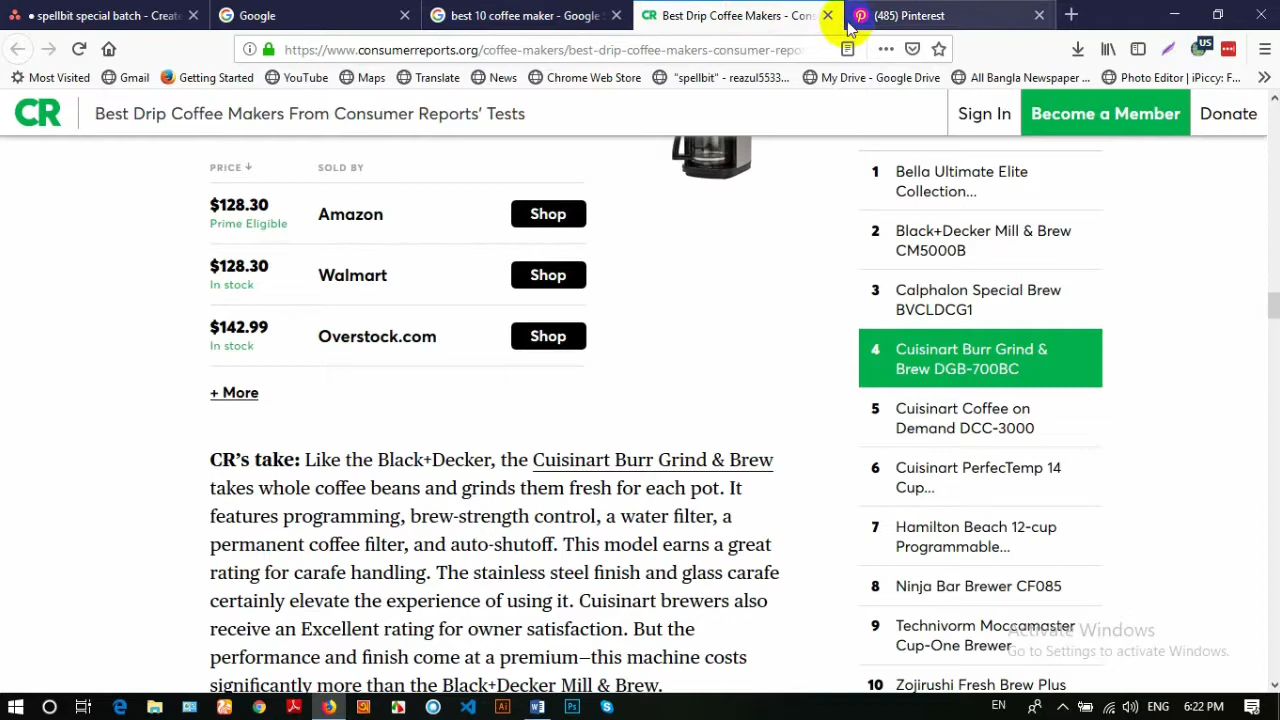 spellbit special batch - Create
Google
best 10 coffee maker - Google
CR Best Drip Coffee Makers - Cons
(485) Pinterest
https://www.consumerreports.org/coffee-makers/best-drip-coffee-makers-consumer-repo
US
Most Visited Gmail Getting Started YouTube Maps Translate News Chrome Web Store "spellbit" - reazul5533... My Drive - Google Drive All Bangla Newspaper ... Photo Editor | iPiccy: F...
CR Best Drip Coffee Makers From Consumer Reports' Tests Sign In Become a Member Donate
PRICE SOLD BY
$128.30 Amazon Shop
Prime Eligible
$128.30 Walmart Shop
In stock
$142.99 Overstock.com Shop
In stock
+ More
CR's take: Like the Black+Decker, the Cuisinart Burr Grind & Brew
takes whole coffee beans and grinds them fresh for each pot. It
features programming, brew-strength control, a water filter, a
permanent coffee filter, and auto-shutoff. This model earns a great
rating for carafe handling. The stainless steel finish and glass carafe
certainly elevate the experience of using it. Cuisinart brewers also
receive an Excellent rating for owner satisfaction. But the
performance and finish come at a premium—this machine costs
significantly more than the Black+Decker Mill & Brew.
1 Bella Ultimate Elite
Collection...
2 Black+Decker Mill & Brew
CM5000B
3 Calphalon Special Brew
BVCLDCG1
4 Cuisinart Burr Grind &
Brew DGB-700BC
5 Cuisinart Coffee on
Demand DCC-3000
6 Cuisinart PerfecTemp 14
Cup...
7 Hamilton Beach 12-cup
Programmable...
8 Ninja Bar Brewer CF085
9 Technivorm Moccamaster
Cup-One Brewer
10 Zojirushi Fresh Brew Plus
Activate Windows
Go to Settings to activate Windows.
EN 6:22 PM